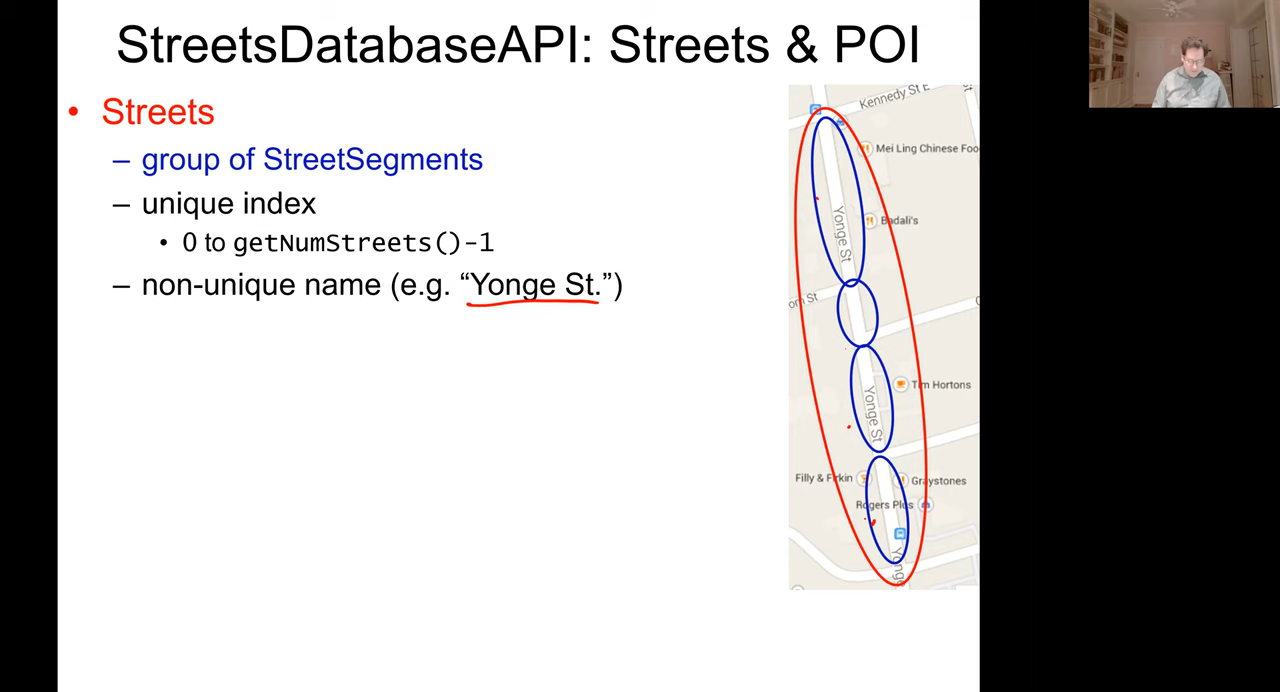 StreetsDatabaseAPI: Streets & POI
• Streets
– group of StreetSegments
– unique index
• 0 to getNumStreets()-1
– non-unique name (e.g. “Yonge St.”)
Kennedy St E
Mei Ling Chinese Foo
Badali's
Yonge St
om St
Tim Hortons
Yonge St
Filly & Firkin
Graystones
Rogers Plus
Yonge